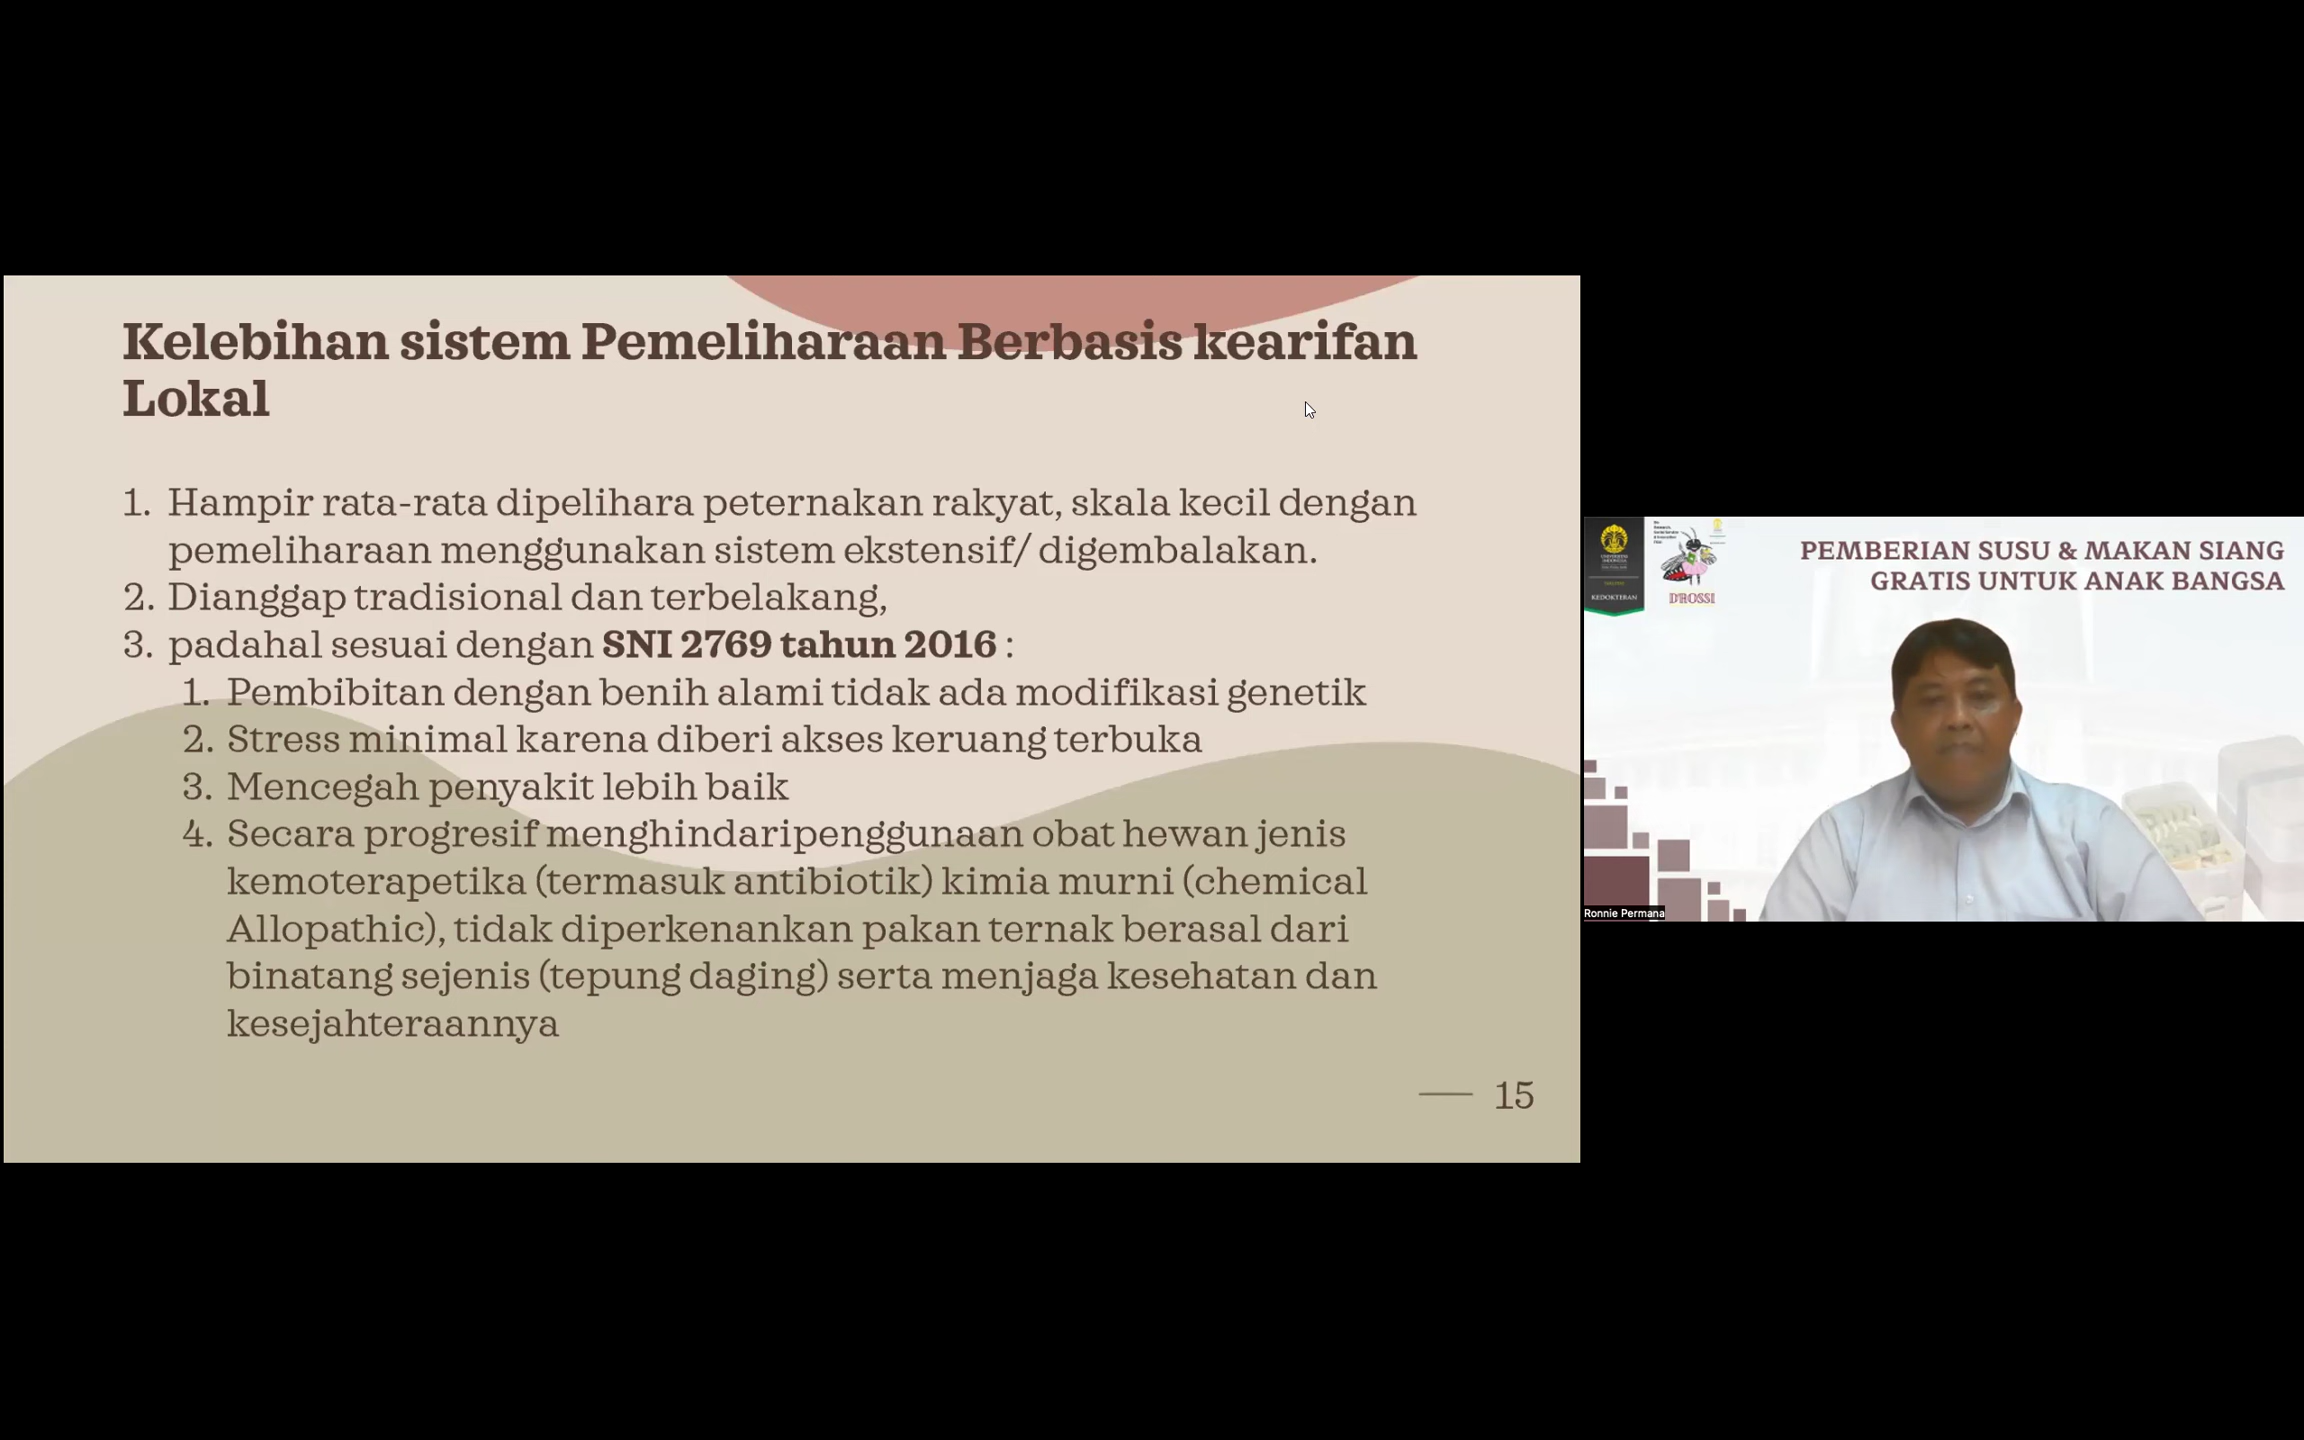 Kelebihan sistem Pemeliharaan Berbasis kearifan
Lokal
1. Hampir rata-rata dipelihara peternakan rakyat, skala kecil dengan
pemeliharaan menggunakan sistem ekstensif/ digembalakan.
2. Dianggap tradisional dan terbelakang,
3. padahal sesuai dengan SNI 2769 tahun 2016 :
1. Pembibitan dengan benih alami tidak ada modifikasi genetik
2. Stress minimal karena diberi akses keruang terbuka
3. Mencegah penyakit lebih baik
4. Secara progresif menghindaripenggunaan obat hewan jenis
kemoterapetika (termasuk antibiotik) kimia murni (chemical
Allopathic), tidak diperkenankan pakan ternak berasal dari
binatang sejenis (tepung daging) serta menjaga kesehatan dan
kesejahteraannya
15
PEMBERIAN SUSU & MAKAN SIANG
GRATIS UNTUK ANAK BANGSA
KEDOKTERAN
D'ROSSI
Ronnie Permana